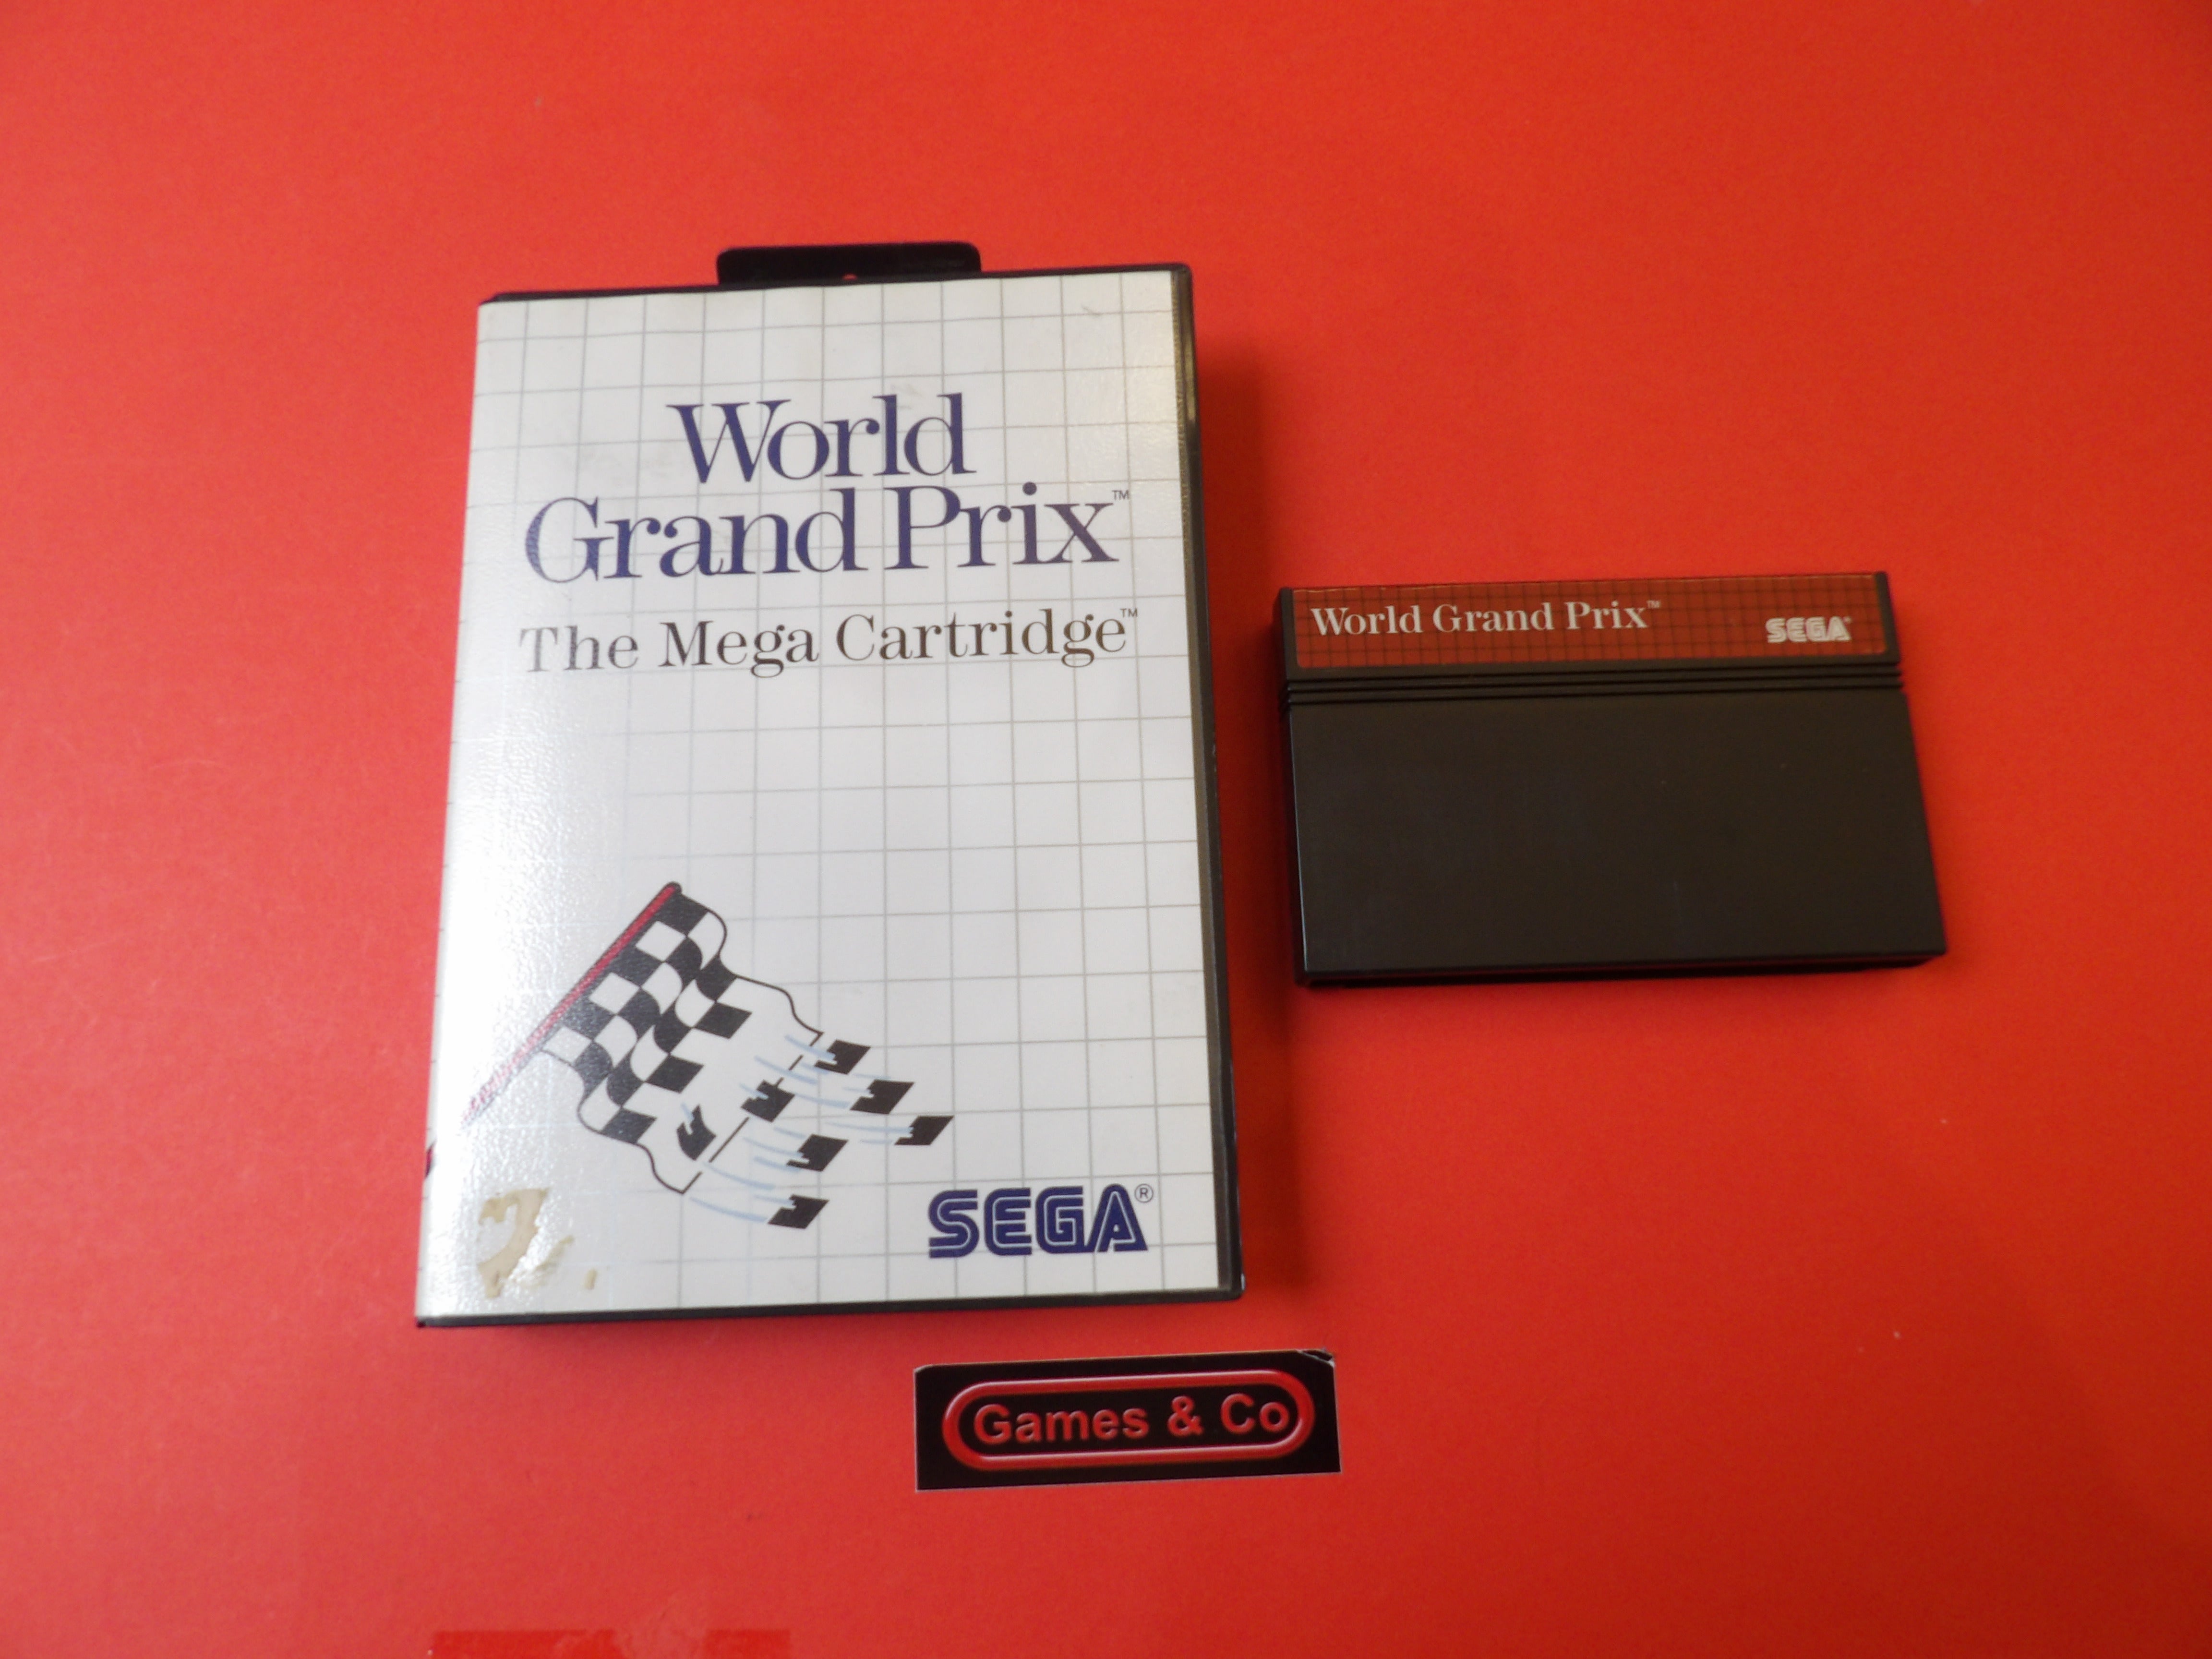 World
Grand Prix™
The Mega Cartridge™
SEGA®
World Grand Prix™
SEGA®
Games & Co